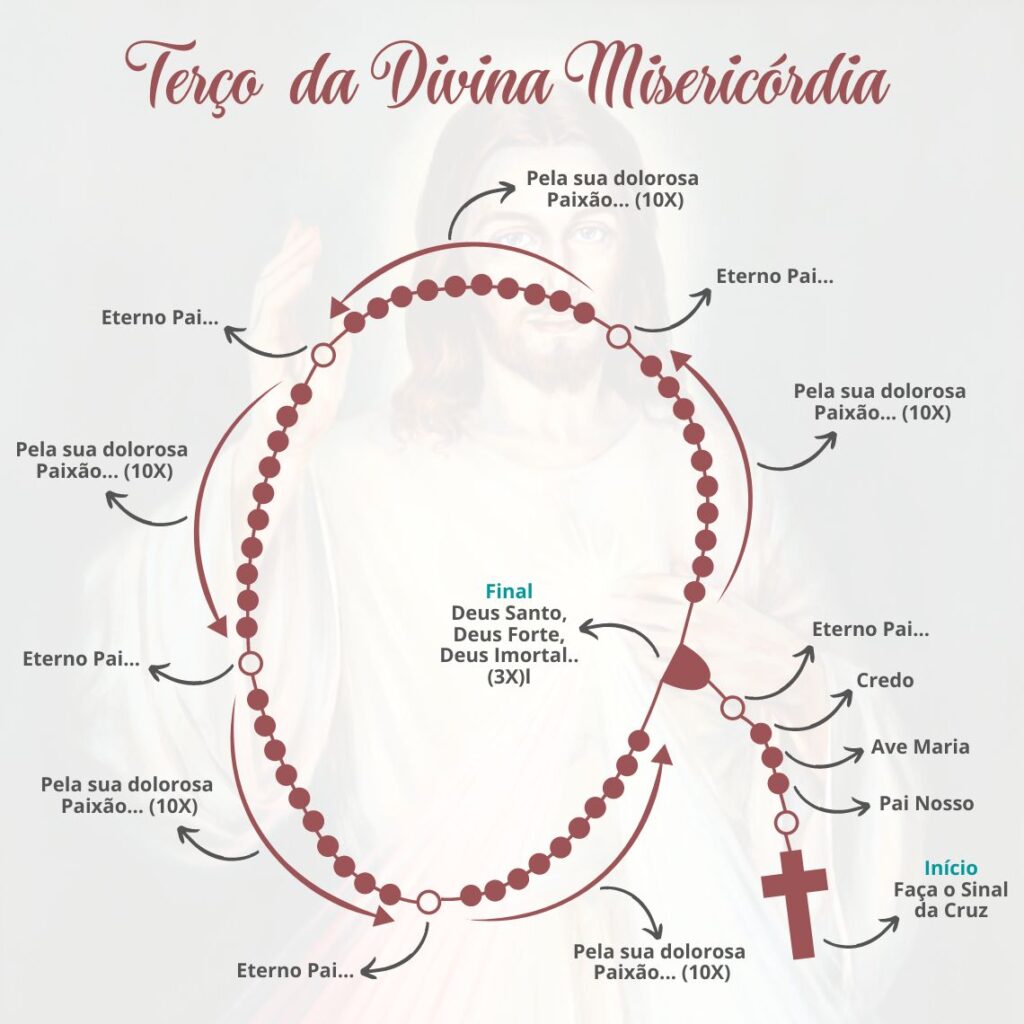 Terço da Divina Misericórdia
Pela sua dolorosa
Paixão... (10X)
Eterno Pai...
Eterno Pai...
Pela sua dolorosa
Paixão... (10X)
Pela sua dolorosa
Paixão... (10X)
Final
Deus Santo,
Deus Forte,
Deus Imortal..
(3X)l
Eterno Pai...
Eterno Pai...
Credo
Ave Maria
Pela sua dolorosa
Paixão... (10X)
Pai Nosso
Início
Faça o Sinal
da Cruz
Pela sua dolorosa
Paixão... (10X)
Eterno Pai...